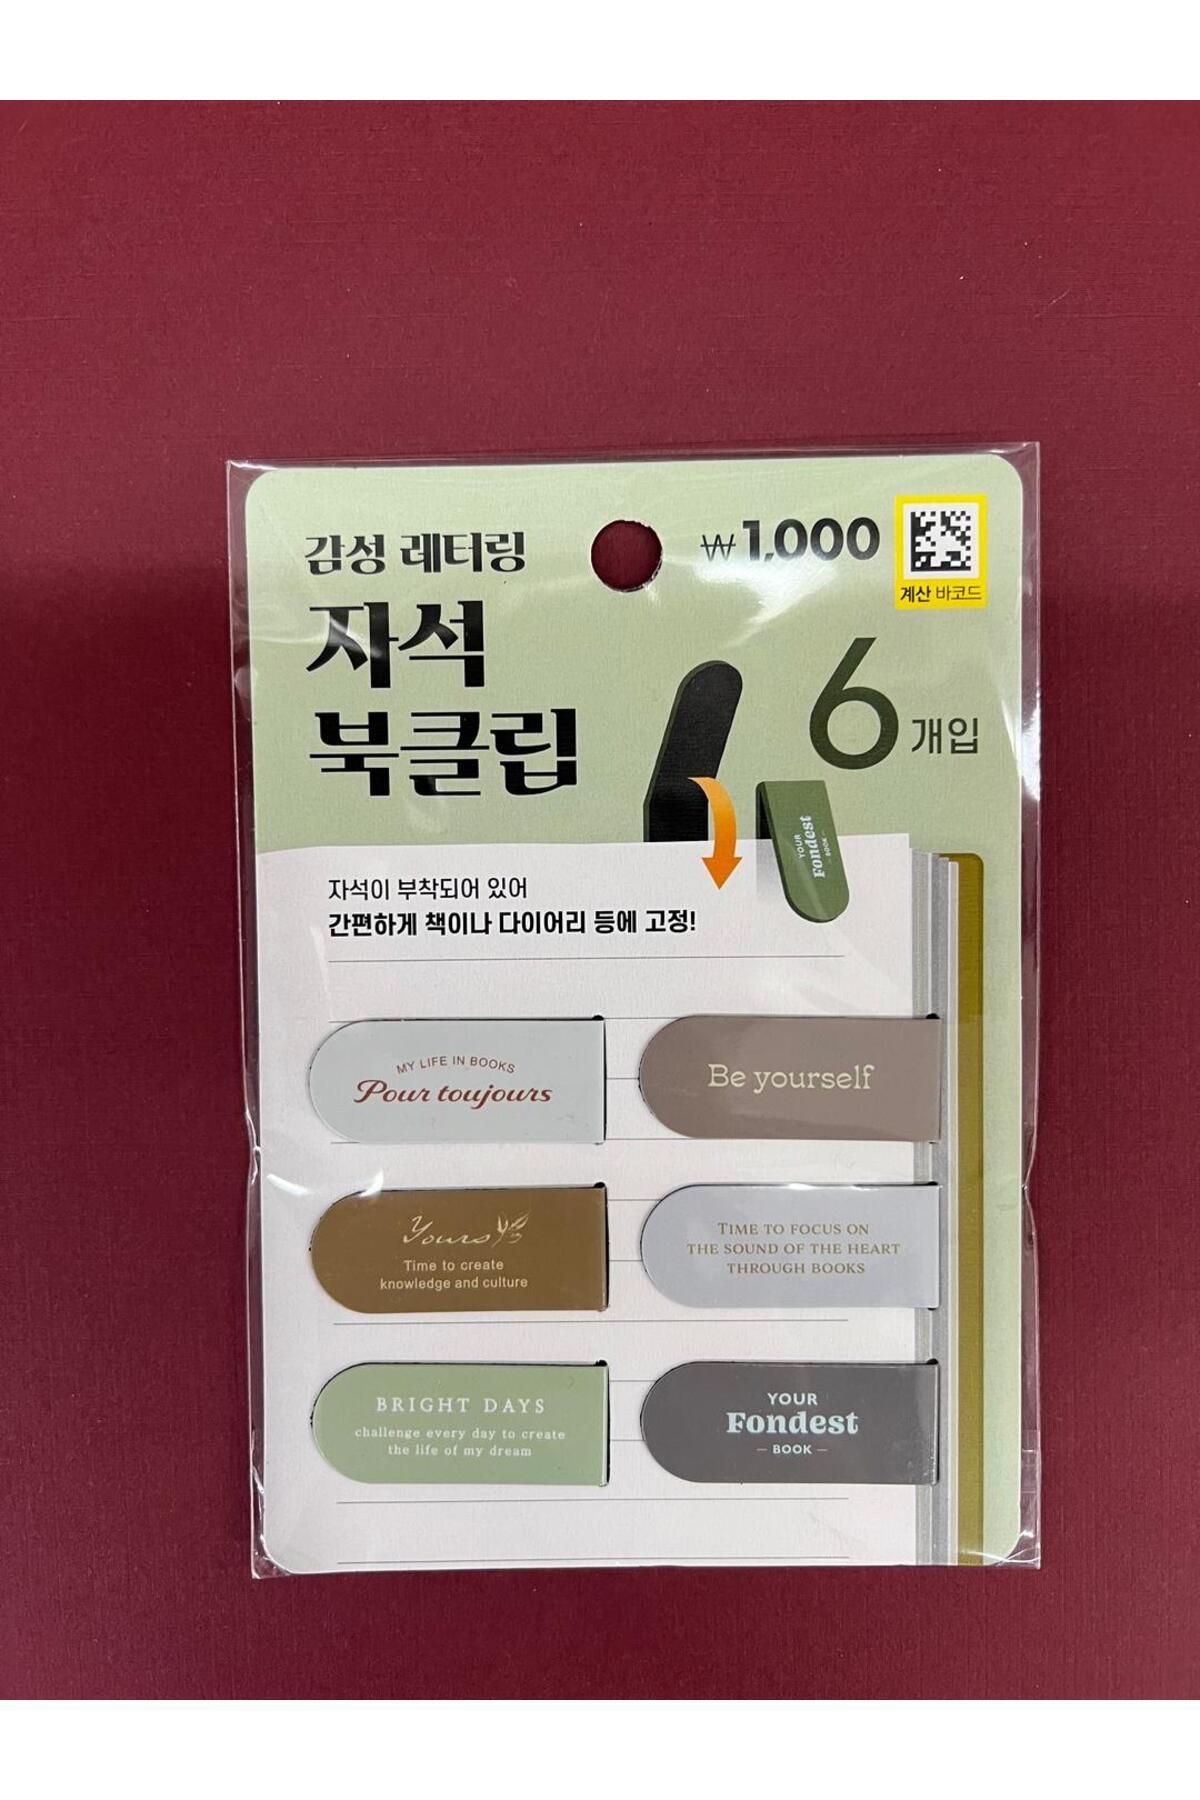 감성 레터링
자석
북클립
₩1,000
계산 바코드
6개입
YOUR
Fondest
BOOK
자석이 부착되어 있어
간편하게 책이나 다이어리 등에 고정!
MY LIFE IN BOOKS
Pour toujours
Be yourself
Yours
Time to create
knowledge and culture
TIME TO FOCUS ON
THE SOUND OF THE HEART
THROUGH BOOKS
BRIGHT DAYS
challenge every day to create
the life of my dream
YOUR
Fondest
– BOOK –